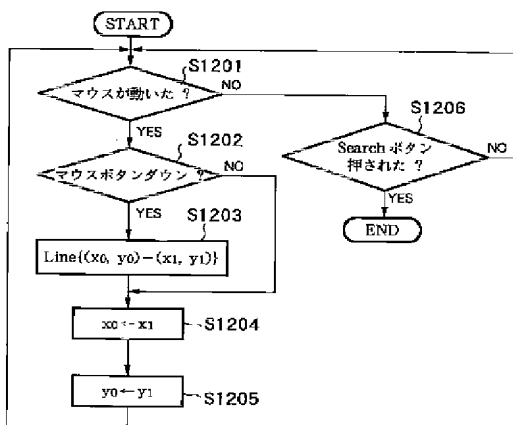 START
S1201
マウスが動いた ?
NO
YES
S1202
マウスボタンダウン ?
NO
YES
S1203
Line{(x0, y0)-(x1, y1)}
x0←x1
S1204
y0←y1
S1205
S1206
Searchボタン
押された ?
NO
YES
END